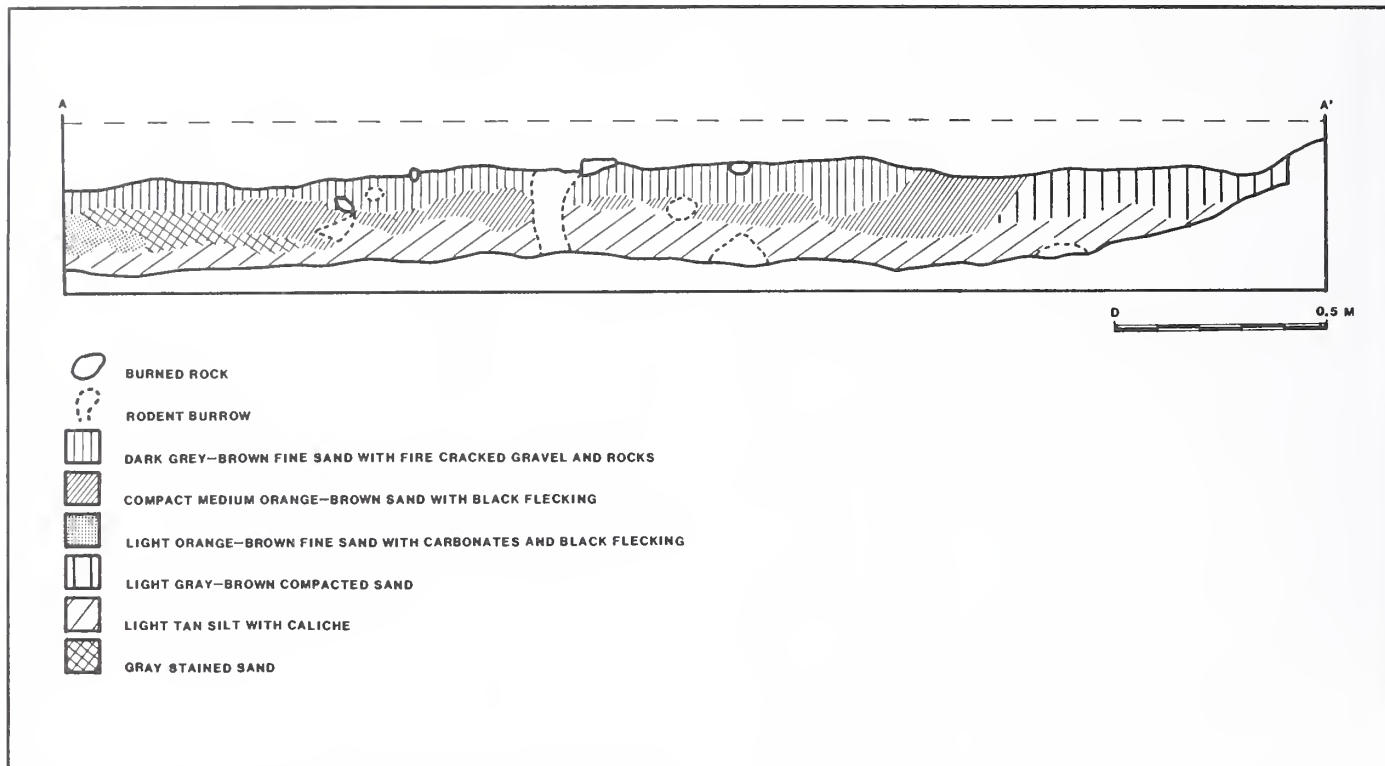 A A'
D 0.5 M
BURNED ROCK
RODENT BURROW
DARK GREY—BROWN FINE SAND WITH FIRE CRACKED GRAVEL AND ROCKS
COMPACT MEDIUM ORANGE—BROWN SAND WITH BLACK FLECKING
LIGHT ORANGE—BROWN FINE SAND WITH CARBONATES AND BLACK FLECKING
LIGHT GRAY—BROWN COMPACTED SAND
LIGHT TAN SILT WITH CALICHE
GRAY STAINED SAND